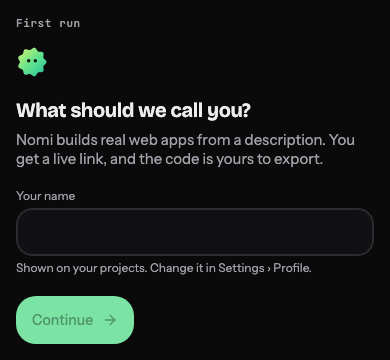 First run
What should we call you?
Nomi builds real web apps from a description. You
get a live link, and the code is yours to export.
Your name
Shown on your projects. Change it in Settings › Profile.
Continue →